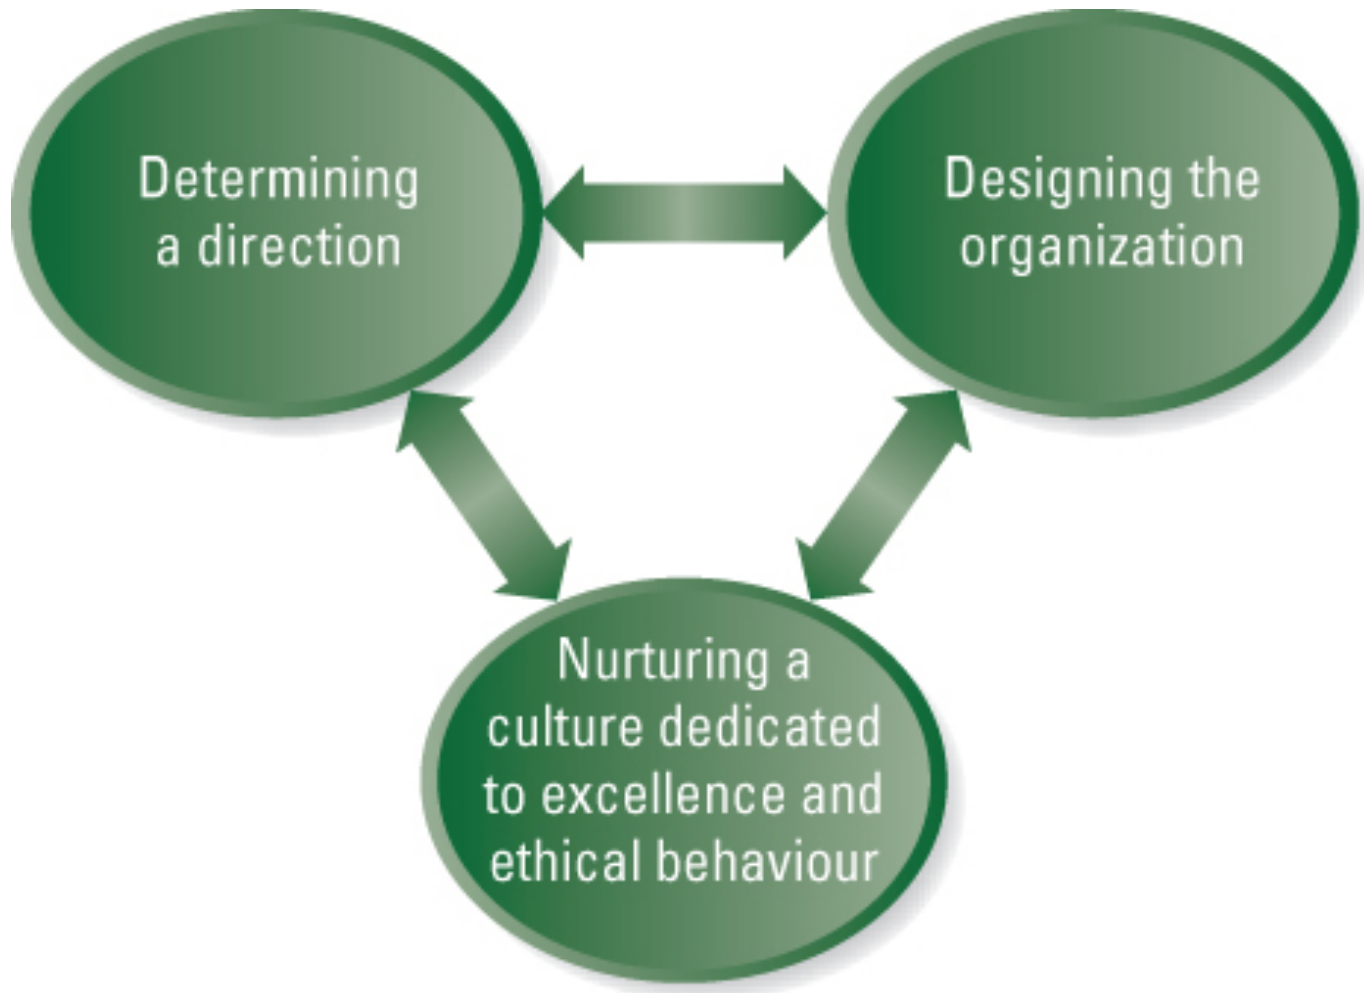 Determining
a direction
Designing the
organization
Nurturing a
culture dedicated
to excellence and
ethical behaviour